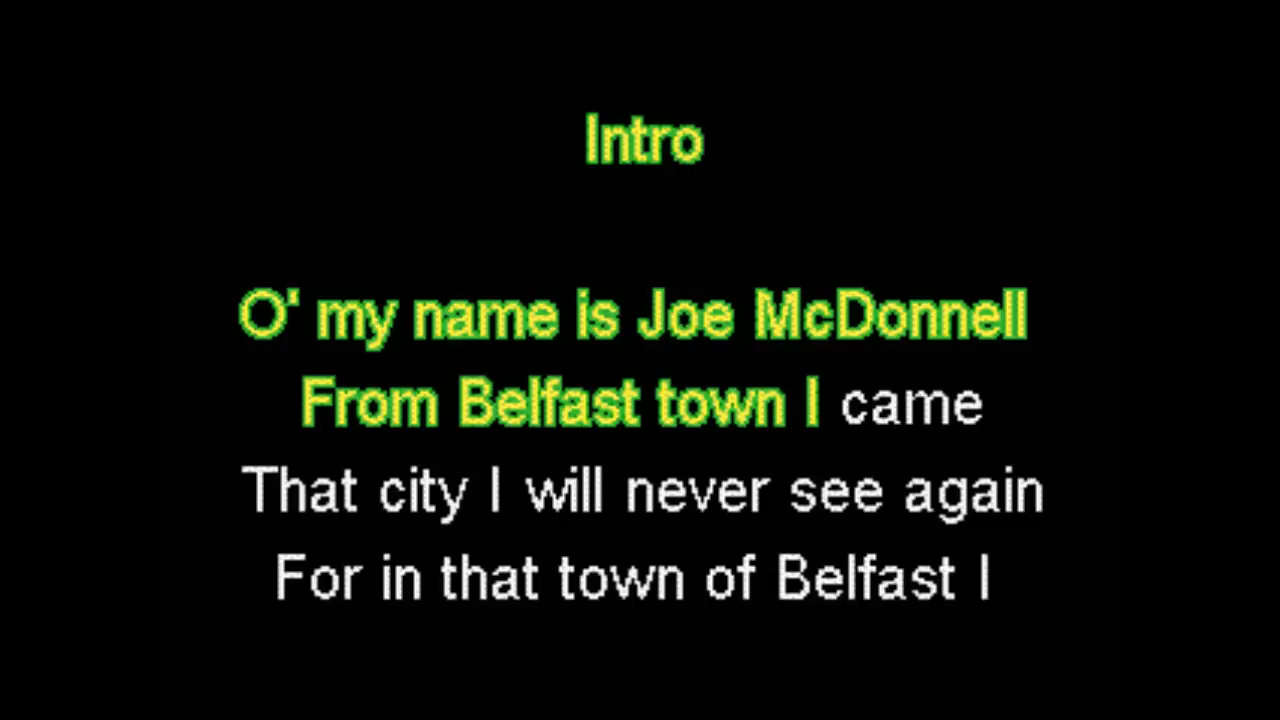 Intro
O' my name is Joe McDonnell
From Belfast town I came
That city I will never see again
For in that town of Belfast I